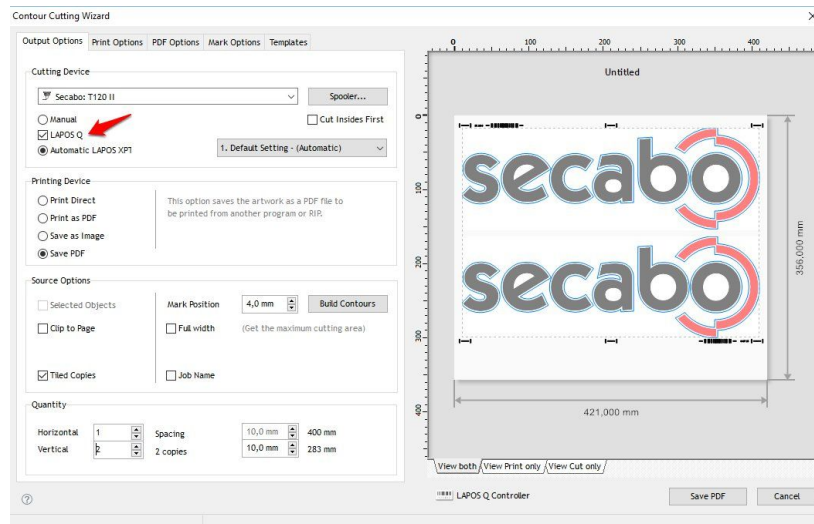 Contour Cutting Wizard
Output Options Print Options PDF Options Mark Options Templates
Cutting Device
Secabo: T120 II
Spooler...
Manual
Cut Insides First
LAPOS Q
Automatic LAPOS XPT
1. Default Setting - (Automatic)
Printing Device
Print Direct
Print as PDF
Save as Image
Save PDF
This option saves the artwork as a PDF file to
be printed from another program or RIP.
Source Options
Selected Objects
Mark Position
4,0 mm
Build Contours
Clip to Page
Full width
(Get the maximum cutting area)
Tiled Copies
Job Name
Quantity
Horizontal 1 Spacing 10,0 mm 400 mm
Vertical 2 2 copies 10,0 mm 283 mm
0 100 200 300 400
Untitled
0
100
200
300
400
secabo
secabo
356,000 mm
421,000 mm
View both View Print only View Cut only
LAPOS Q Controller
Save PDF
Cancel